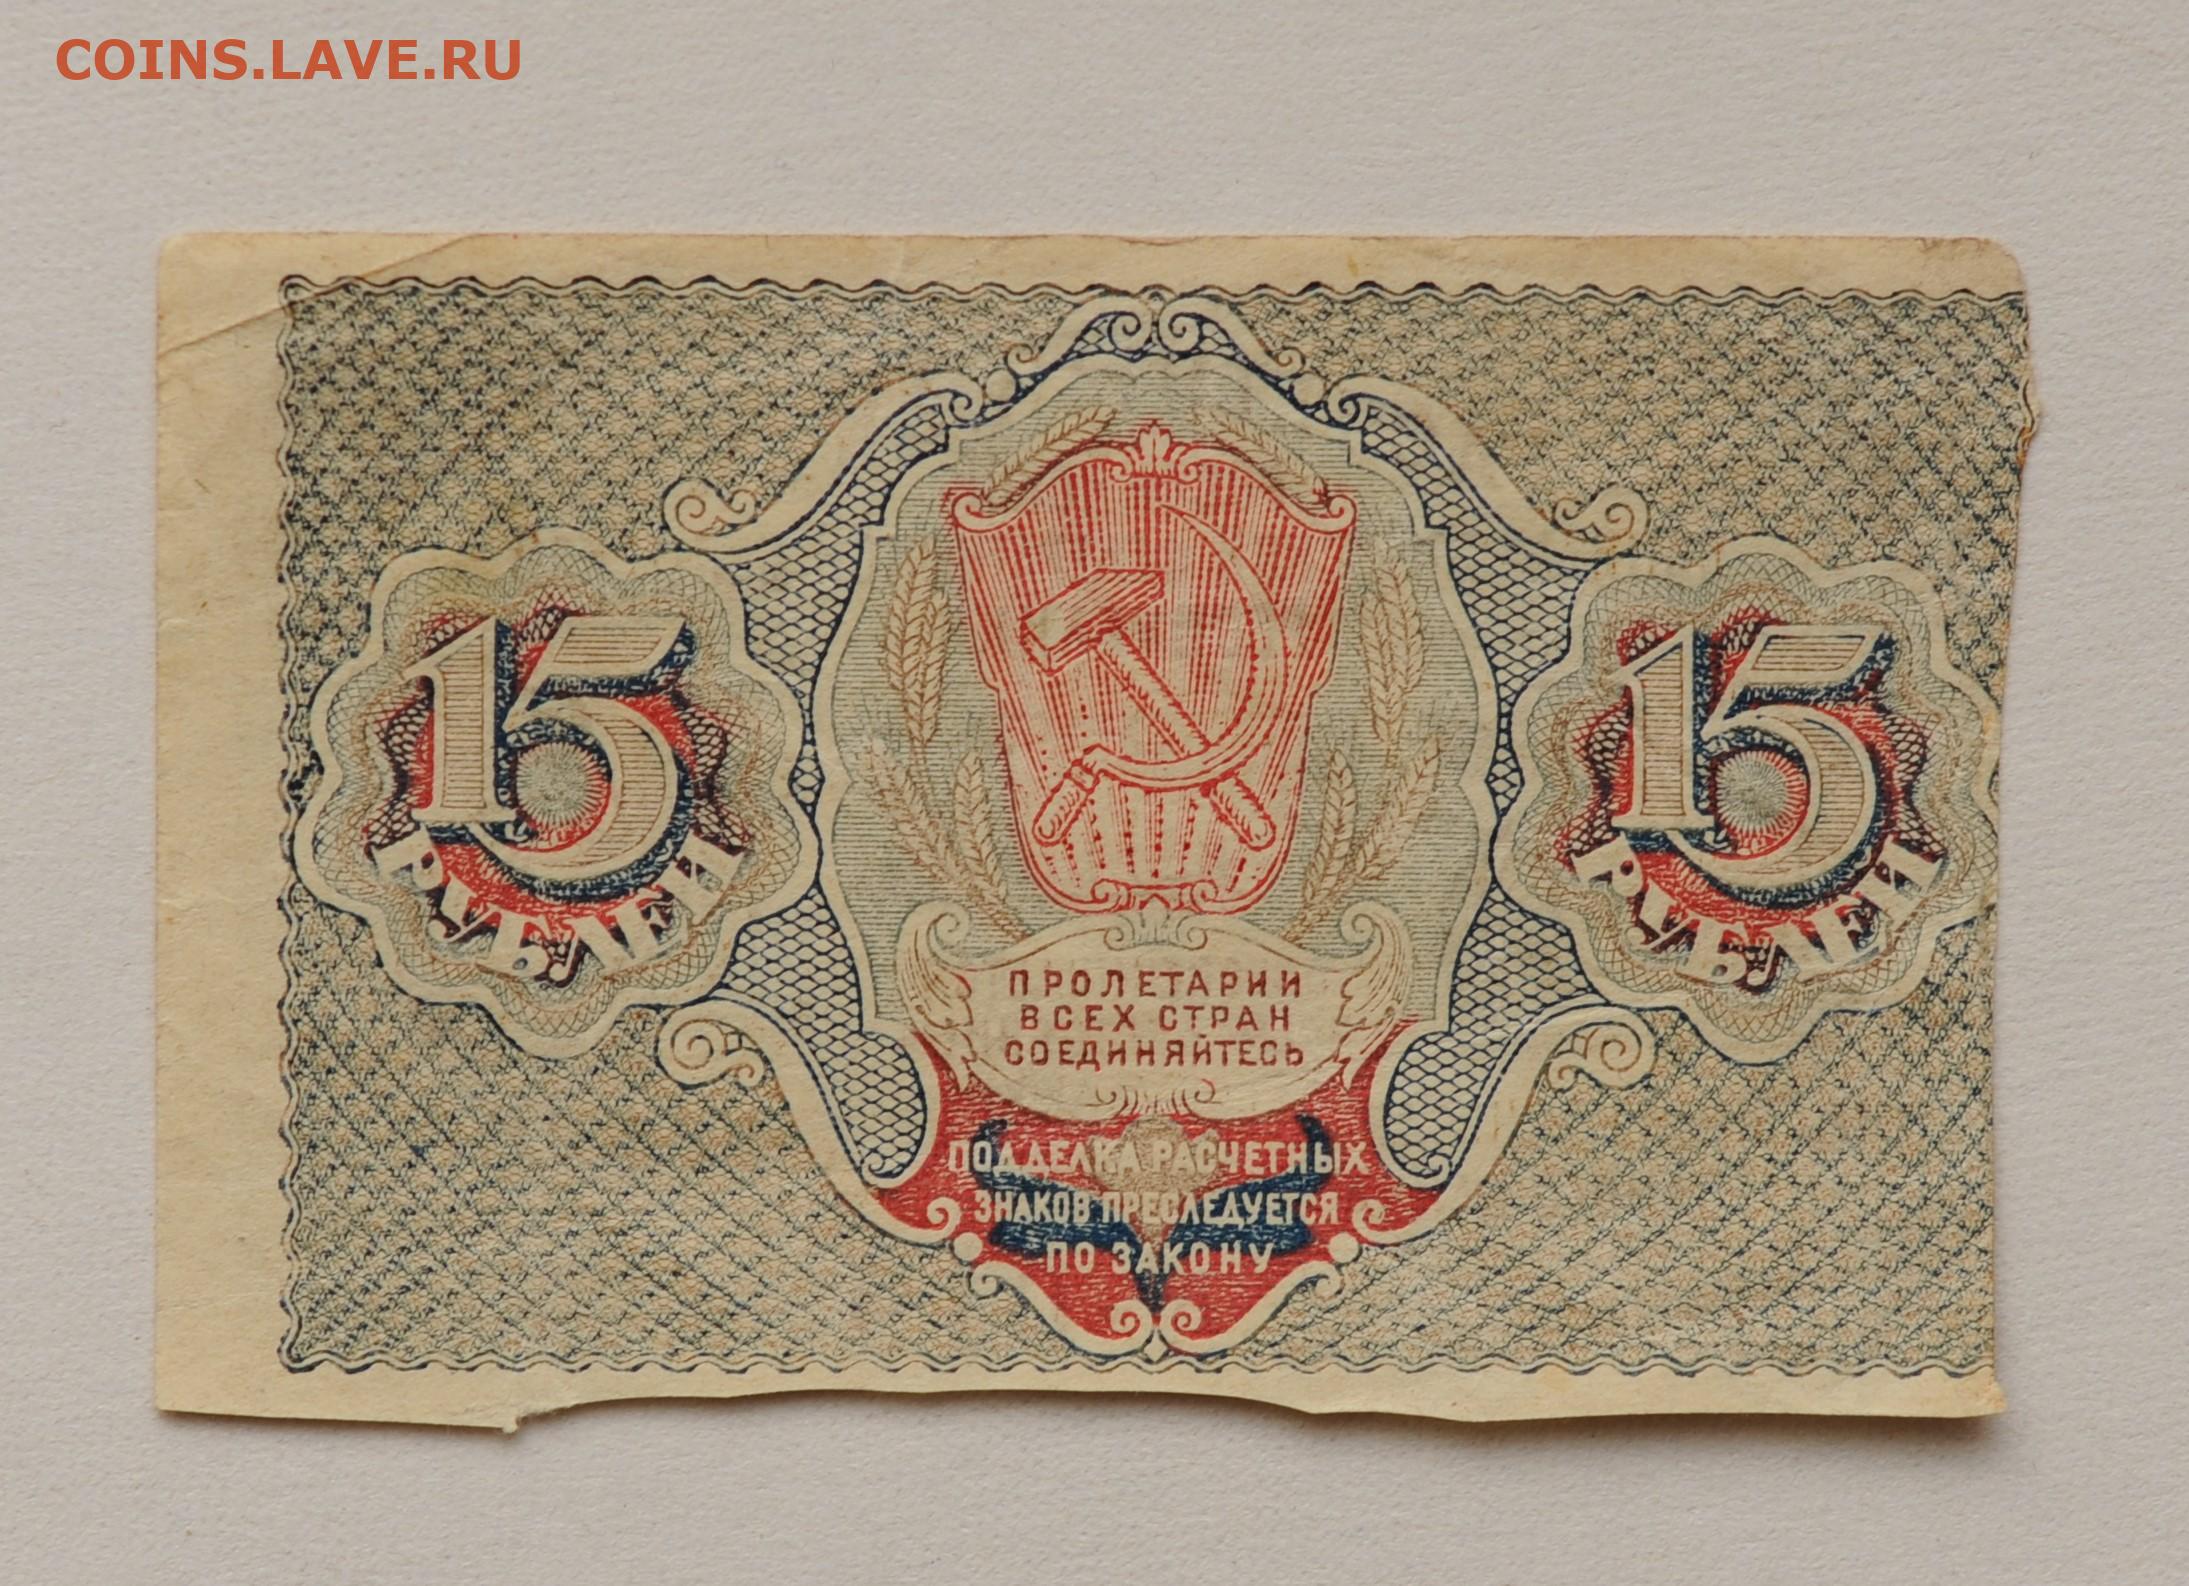 COINS.LAVE.RU
15
РУБЛЕЙ
15
РУБЛЕЙ
ПРОЛЕТАРИИ
ВСЕХ СТРАН
СОЕДИНЯЙТЕСЬ
ПОДДЕЛКА РАСЧЕТНЫХ
ЗНАКОВ ПРЕСЛЕДУЕТСЯ
ПО ЗАКОНУ